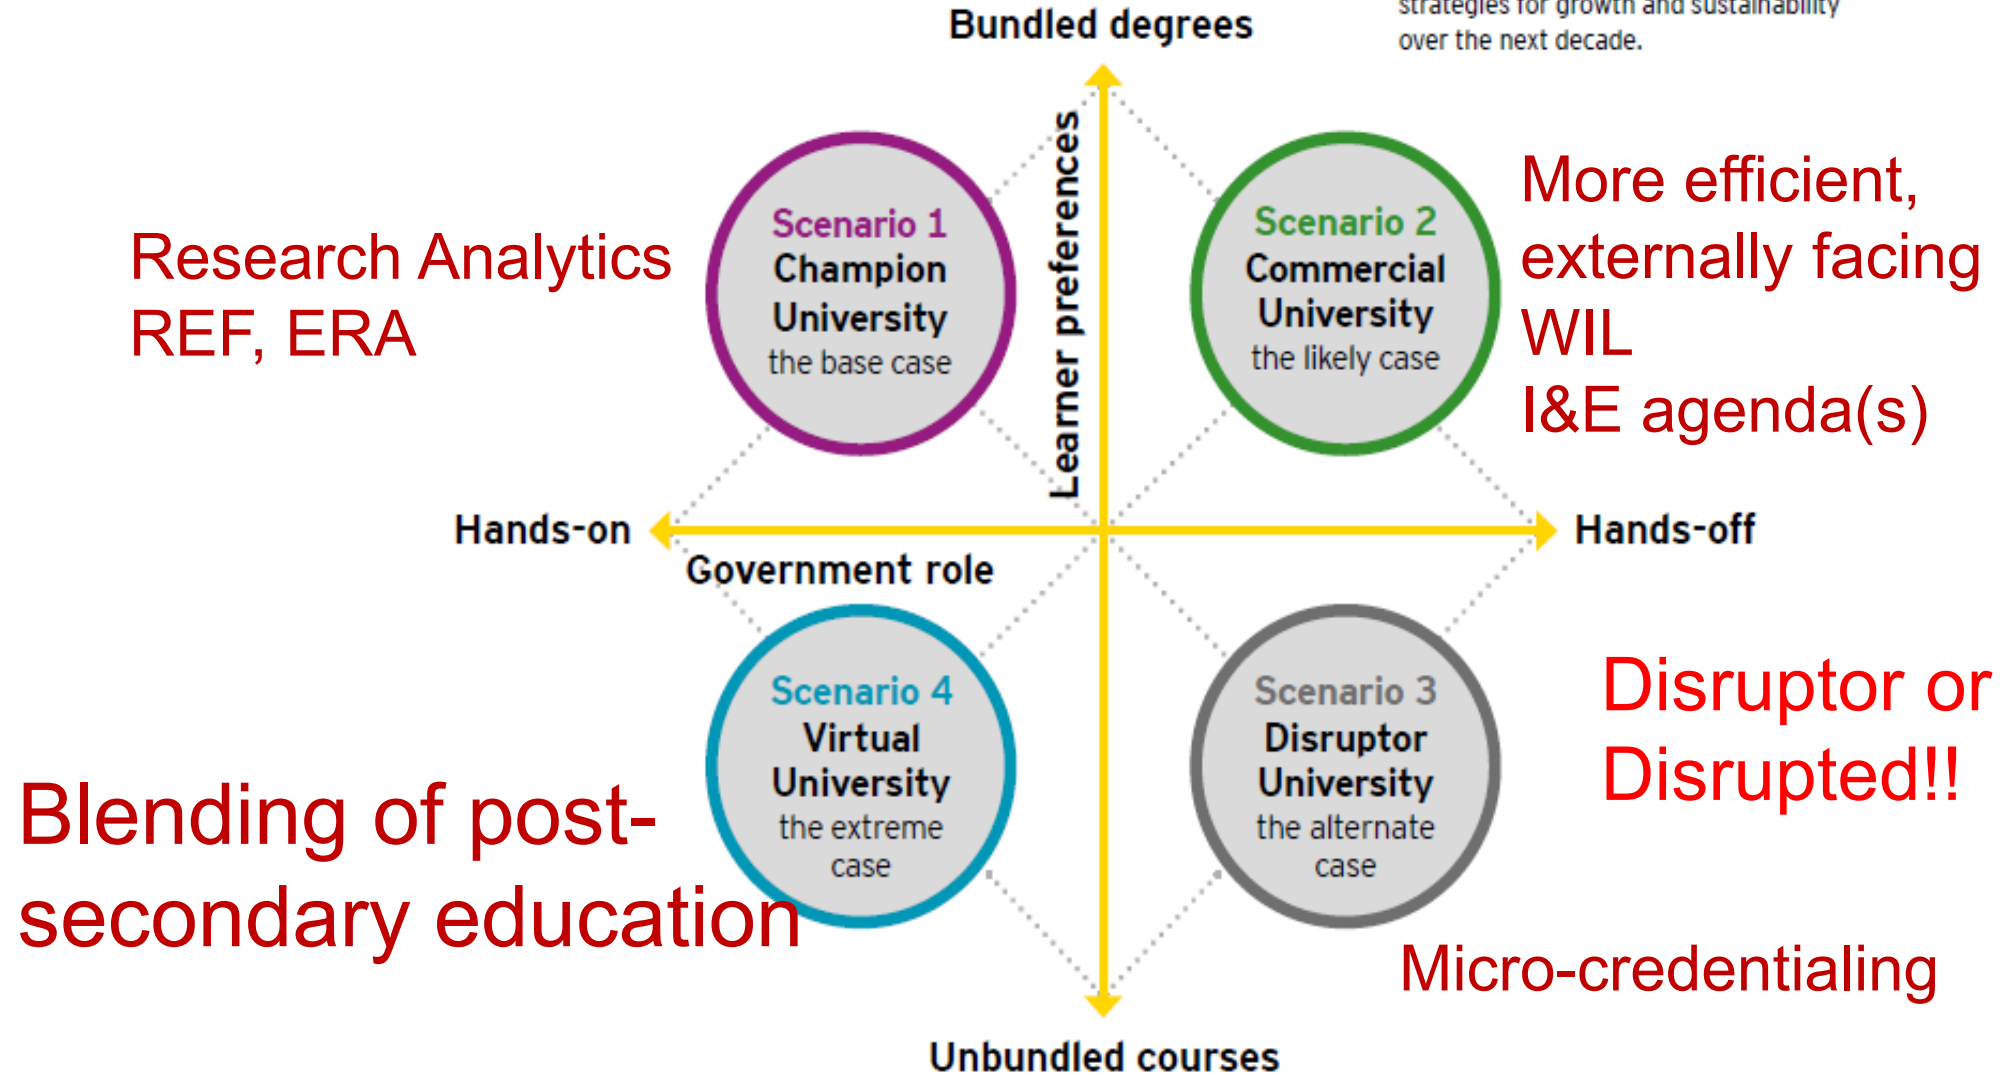 strategies for growth and sustainability
over the next decade.
Bundled degrees
Learner preferences
Research Analytics
REF, ERA
Scenario 1
Champion
University
the base case
Scenario 2
Commercial
University
the likely case
More efficient,
externally facing
WIL
I&E agenda(s)
Hands-on
Hands-off
Government role
Scenario 4
Virtual
University
the extreme
case
Scenario 3
Disruptor
University
the alternate
case
Disruptor or
Disrupted!!
Blending of post-
secondary education
Micro-credentialing
Unbundled courses